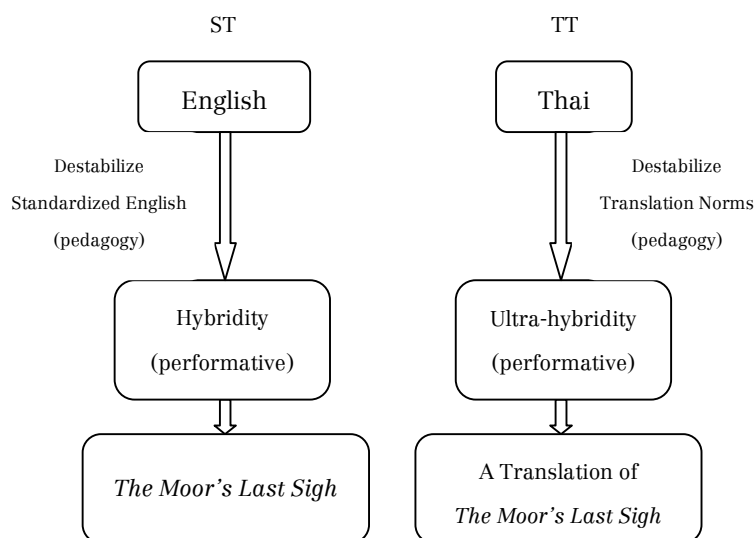 ST
English
Destabilize
Standardized English
(pedagogy)
Hybridity
(performative)
The Moor's Last Sigh
TT
Thai
Destabilize
Translation Norms
(pedagogy)
Ultra-hybridity
(performative)
A Translation of
The Moor's Last Sigh